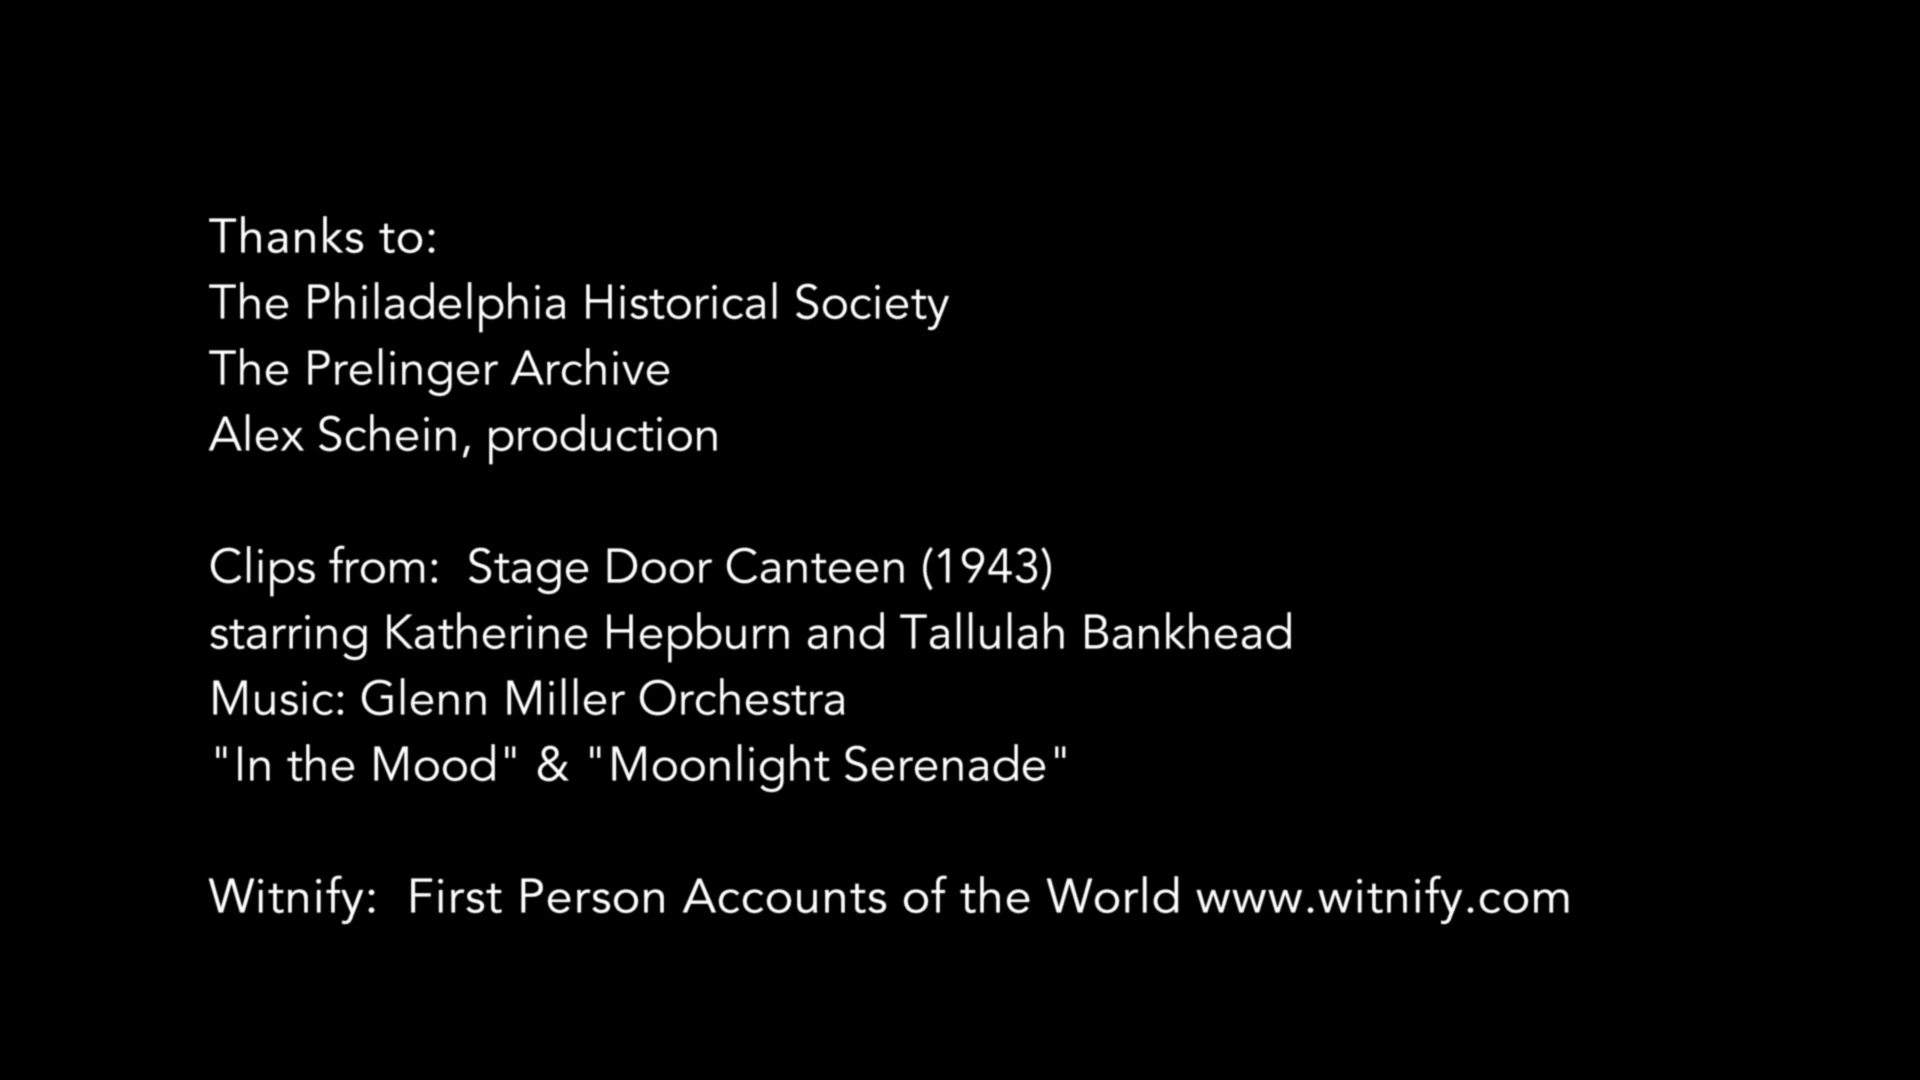 Thanks to:
The Philadelphia Historical Society
The Prelinger Archive
Alex Schein, production
Clips from:  Stage Door Canteen (1943)
starring Katherine Hepburn and Tallulah Bankhead
Music: Glenn Miller Orchestra
"In the Mood" & "Moonlight Serenade"
Witnify:  First Person Accounts of the World www.witnify.com